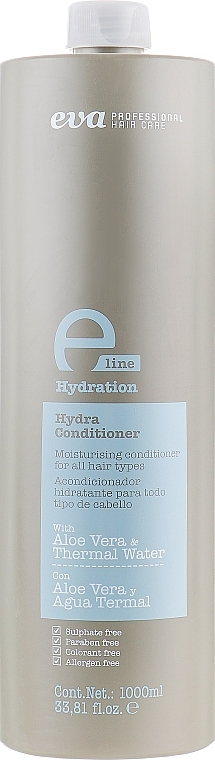 eva PROFESSIONAL
HAIR CARE
e line
Hydration
Hydra
Conditioner
Moisturising conditioner
for all hair types
Acondicionador
hidratante para todo
tipo de cabello
With
Aloe Vera &
Thermal Water
Con
Aloe Vera y
Agua Termal
Sulphate free
Paraben free
Colorant free
Allergen free
Cont.Net.: 1000ml
33,81 fl.oz. ℮